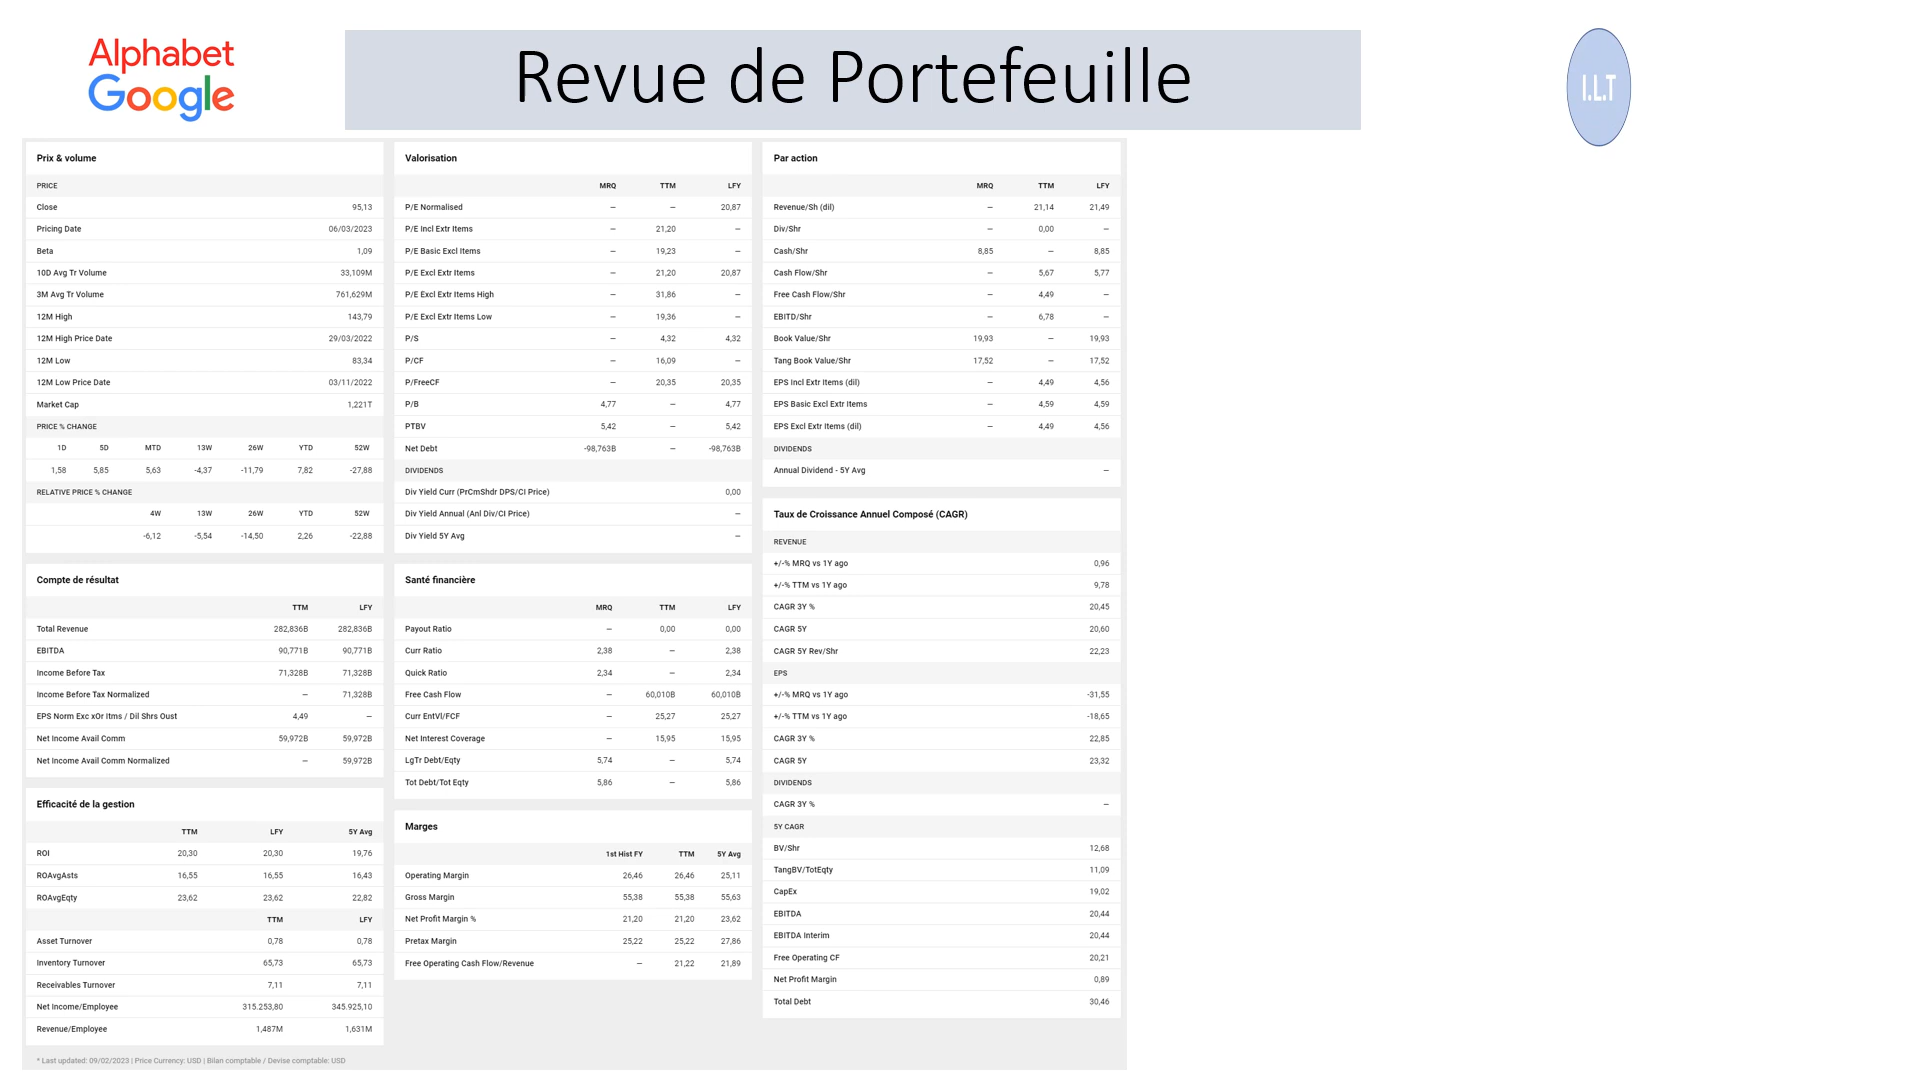 Alphabet
Google
Revue de Portefeuille
I.L.T
Prix & volume
PRICE
Close 95,13
Pricing Date 06/03/2023
Beta 1,09
10D Avg Tr Volume 33,109M
3M Avg Tr Volume 761,629M
12M High 143,79
12M High Price Date 29/03/2022
12M Low 83,34
12M Low Price Date 03/11/2022
Market Cap 1,221T
PRICE % CHANGE
1D 5D MTD 13W 26W YTD 52W
1,58 5,85 5,63 -4,37 -11,79 7,82 -27,88
RELATIVE PRICE % CHANGE
4W 13W 26W YTD 52W
-6,12 -5,54 -14,50 2,26 -22,88
Compte de résultat
TTM LFY
Total Revenue 282,836B 282,836B
EBITDA 90,771B 90,771B
Income Before Tax 71,328B 71,328B
Income Before Tax Normalized — 71,328B
EPS Norm Exc xOr Itms / Dil Shrs Oust 4,49 —
Net Income Avail Comm 59,972B 59,972B
Net Income Avail Comm Normalized — 59,972B
Efficacité de la gestion
TTM LFY 5Y Avg
ROI 20,30 20,30 19,76
ROAvgAsts 16,55 16,55 16,43
ROAvgEqty 23,62 23,62 22,82
TTM LFY
Asset Turnover 0,78 0,78
Inventory Turnover 65,73 65,73
Receivables Turnover 7,11 7,11
Net Income/Employee 315.253,80 345.925,10
Revenue/Employee 1,487M 1,631M
* Last updated: 09/02/2023 | Price Currency: USD | Bilan comptable / Devise comptable: USD
Valorisation
MRQ TTM LFY
P/E Normalised — — 20,87
P/E Incl Extr Items — 21,20 —
P/E Basic Excl Items — 19,23 —
P/E Excl Extr Items — 21,20 20,87
P/E Excl Extr Items High — 31,86 —
P/E Excl Extr Items Low — 19,36 —
P/S — 4,32 4,32
P/CF — 16,09 —
P/FreeCF — 20,35 20,35
P/B 4,77 — 4,77
PTBV 5,42 — 5,42
Net Debt -98,763B — -98,763B
DIVIDENDS
Div Yield Curr (PrCmShdr DPS/Cl Price) 0,00
Div Yield Annual (Anl Div/Cl Price) —
Div Yield 5Y Avg —
Santé financière
MRQ TTM LFY
Payout Ratio — 0,00 0,00
Curr Ratio 2,38 — 2,38
Quick Ratio 2,34 — 2,34
Free Cash Flow — 60,010B 60,010B
Curr EntVl/FCF — 25,27 25,27
Net Interest Coverage — 15,95 15,95
LgTr Debt/Eqty 5,74 — 5,74
Tot Debt/Tot Eqty 5,86 — 5,86
Marges
1st Hist FY TTM 5Y Avg
Operating Margin 26,46 26,46 25,11
Gross Margin 55,38 55,38 55,63
Net Profit Margin % 21,20 21,20 23,62
Pretax Margin 25,22 25,22 27,86
Free Operating Cash Flow/Revenue — 21,22 21,89
Par action
MRQ TTM LFY
Revenue/Sh (dil) — 21,14 21,49
Div/Shr — 0,00 —
Cash/Shr 8,85 — 8,85
Cash Flow/Shr — 5,67 5,77
Free Cash Flow/Shr — 4,49 —
EBITD/Shr — 6,78 —
Book Value/Shr 19,93 — 19,93
Tang Book Value/Shr 17,52 — 17,52
EPS Incl Extr Items (dil) — 4,49 4,56
EPS Basic Excl Extr Items — 4,59 4,59
EPS Excl Extr Items (dil) — 4,49 4,56
DIVIDENDS
Annual Dividend - 5Y Avg —
Taux de Croissance Annuel Composé (CAGR)
REVENUE
+/-% MRQ vs 1Y ago 0,96
+/-% TTM vs 1Y ago 9,78
CAGR 3Y % 20,45
CAGR 5Y 20,60
CAGR 5Y Rev/Shr 22,23
EPS
+/-% MRQ vs 1Y ago -31,55
+/-% TTM vs 1Y ago -18,65
CAGR 3Y % 22,85
CAGR 5Y 23,32
DIVIDENDS
CAGR 3Y % —
5Y CAGR
BV/Shr 12,68
TangBV/TotEqty 11,09
CapEx 19,02
EBITDA 20,44
EBITDA Interim 20,44
Free Operating CF 20,21
Net Profit Margin 0,89
Total Debt 30,46